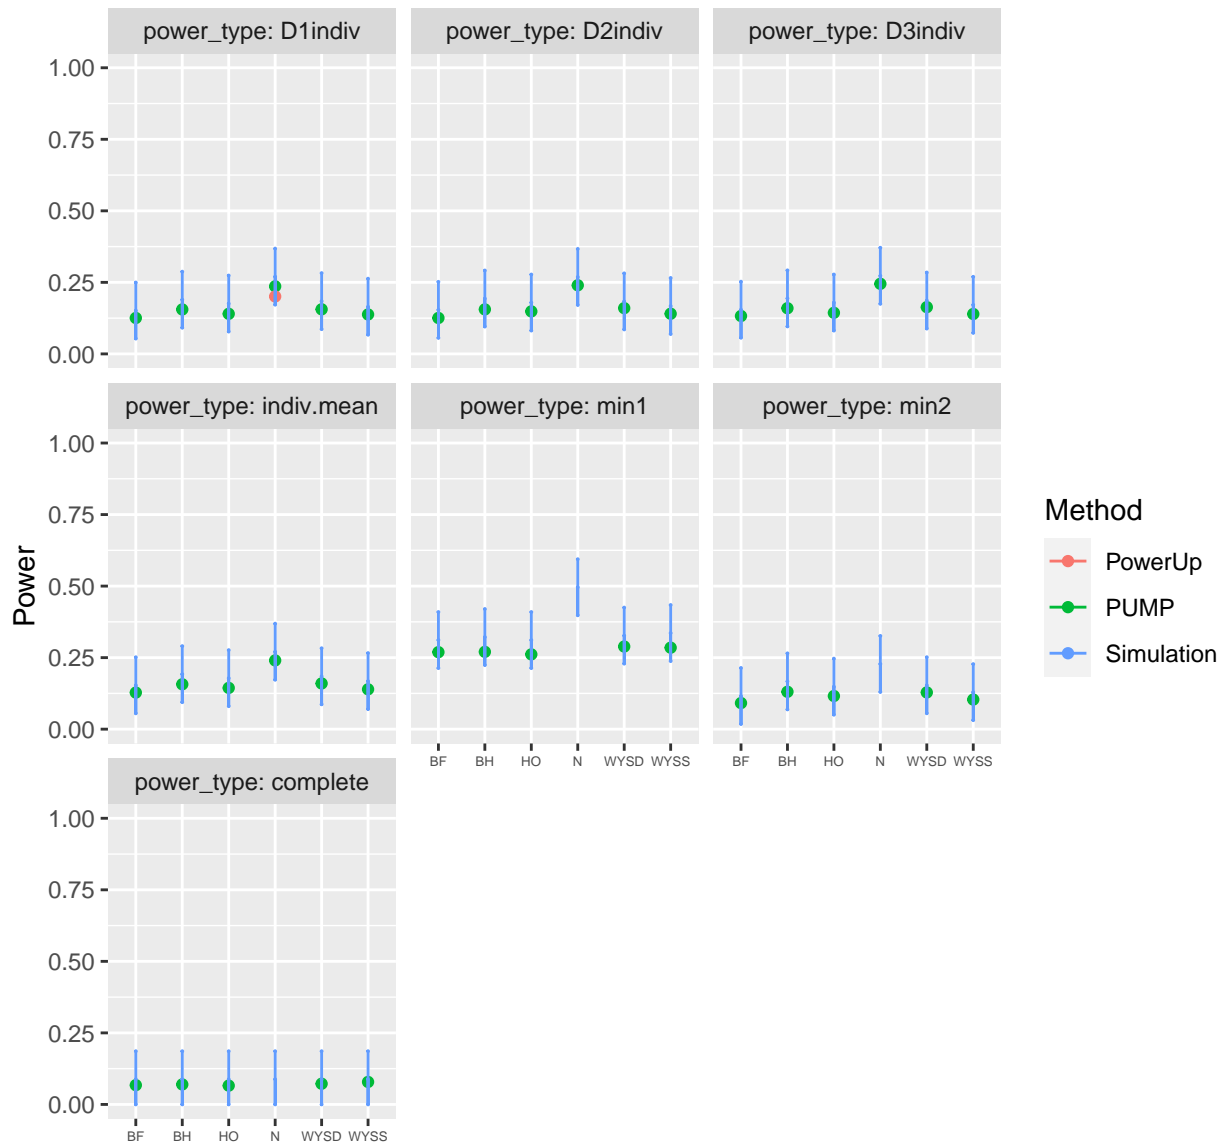 power_type: D1indiv power_type: D2indiv power_type: D3indiv
1.00
0.75
0.50
0.25
0.00
power_type: indiv.mean power_type: min1 power_type: min2
1.00
0.75
0.50
0.25
0.00
BF BH HO N WYSD WYSS BF BH HO N WYSD WYSS
power_type: complete
1.00
0.75
0.50
0.25
0.00
BF BH HO N WYSD WYSS
Power
Method
PowerUp
PUMP
Simulation